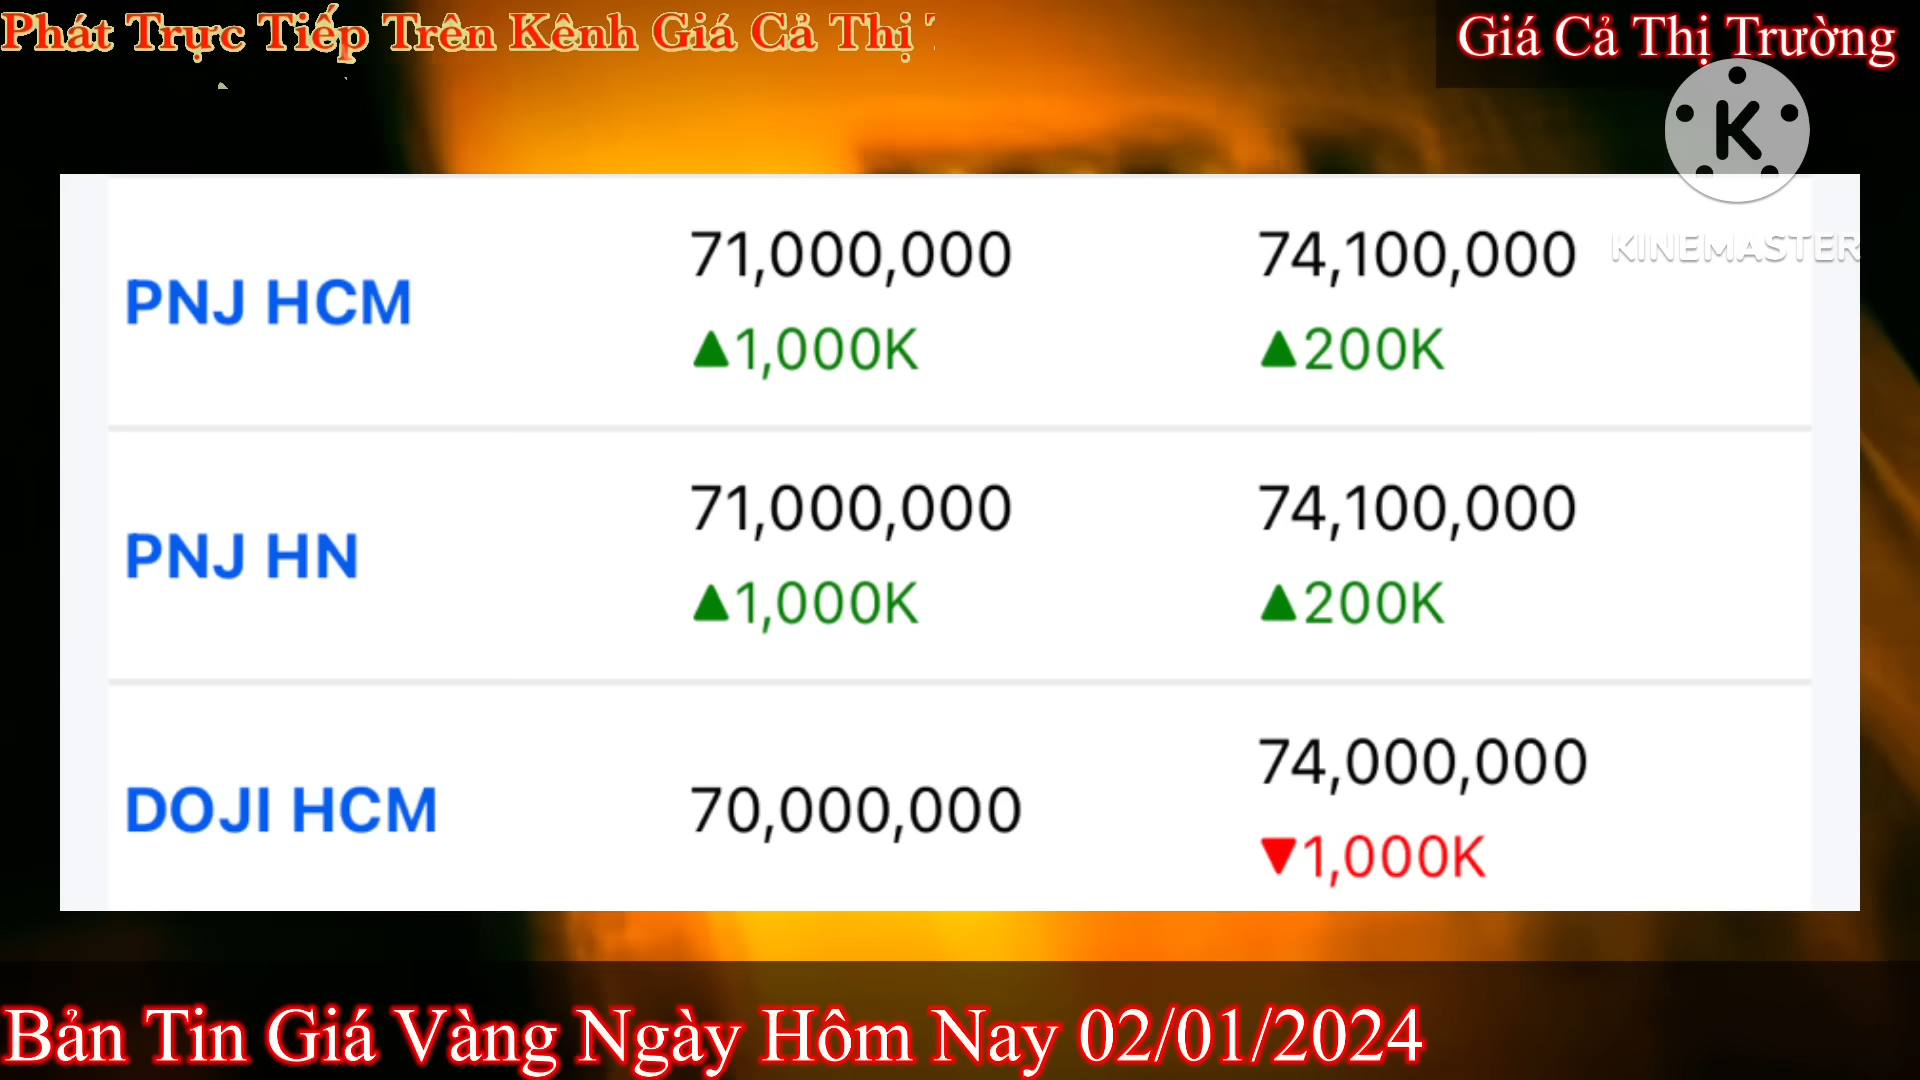 Phát Trực Tiếp Trên Kênh Giá Cả Thị
Giá Cả Thị Trường
K
KINEMASTER
71,000,000 74,100,000
PNJ HCM
▲1,000K ▲200K
71,000,000 74,100,000
PNJ HN
▲1,000K ▲200K
74,000,000
DOJI HCM 70,000,000
▼1,000K
Bản Tin Giá Vàng Ngày Hôm Nay 02/01/2024